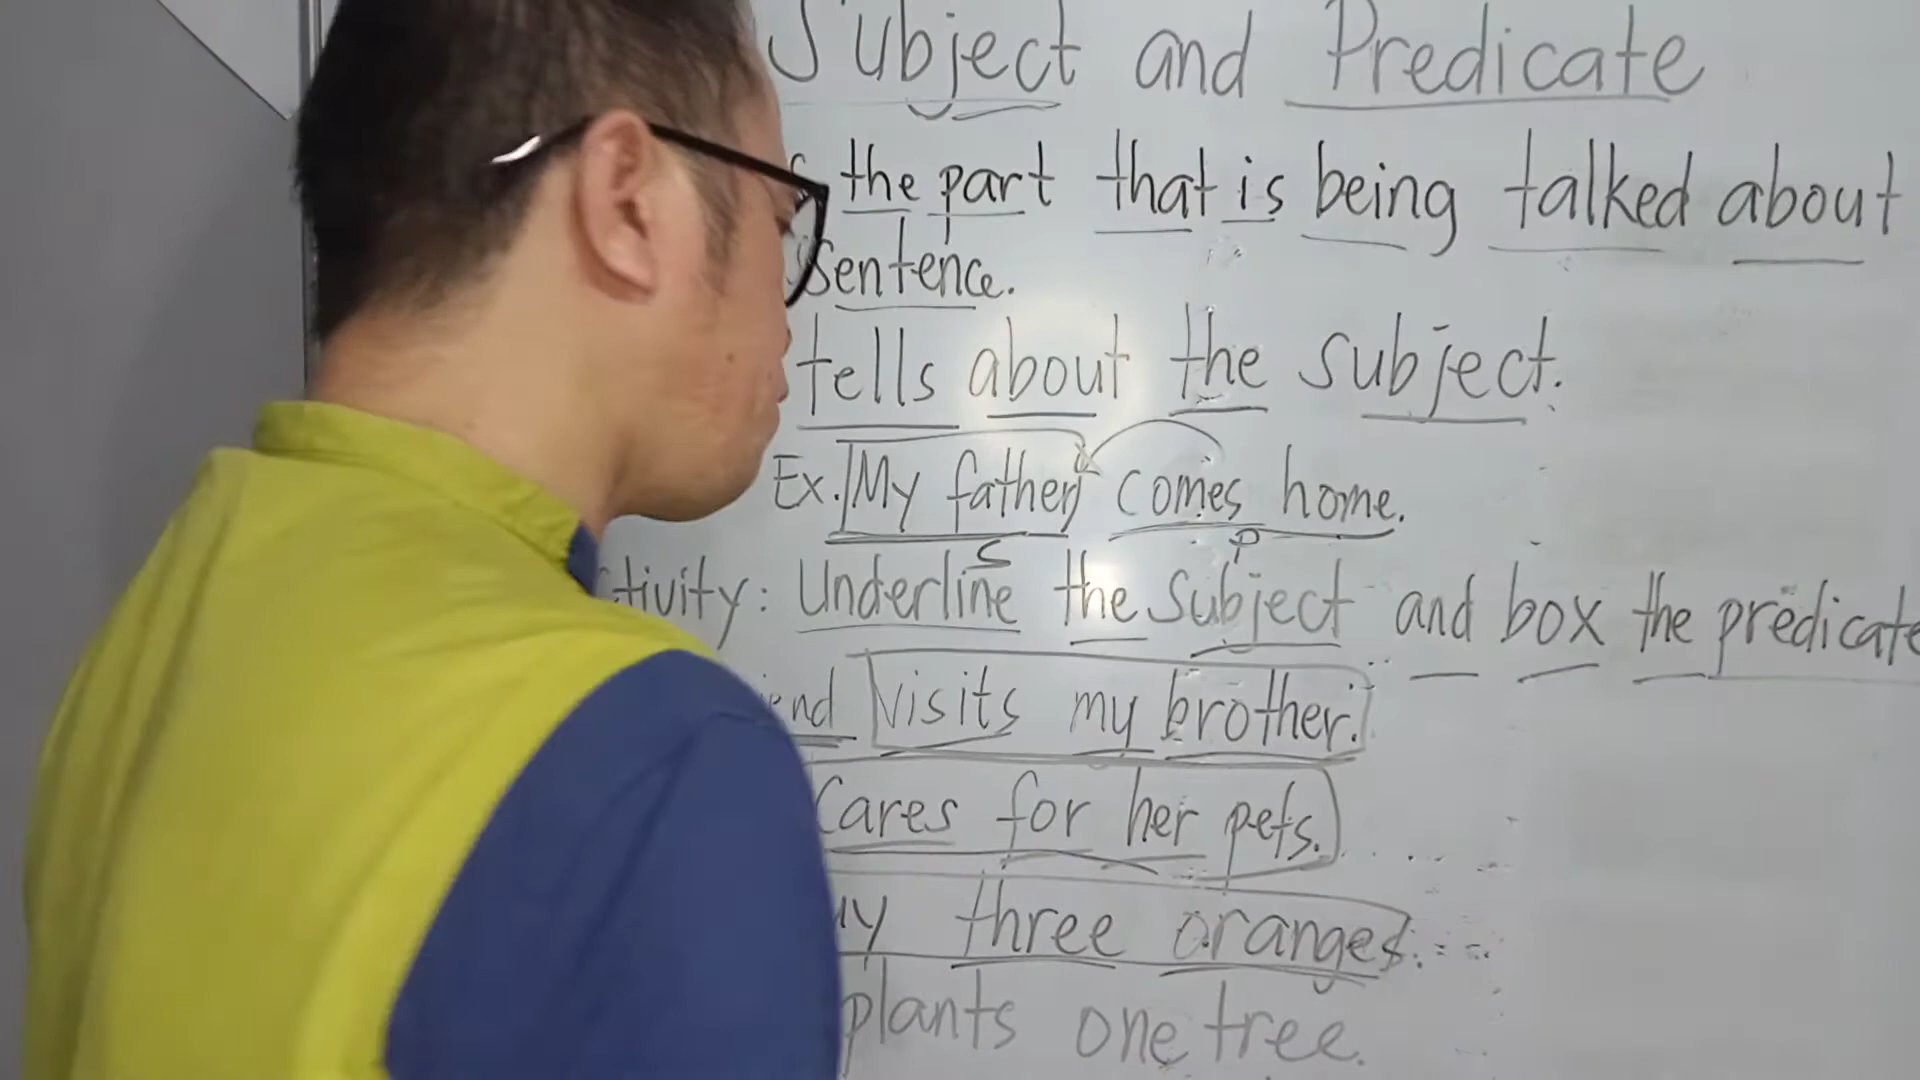 Subject and Predicate
the part that is being talked about
Sentence.
tells about the subject.
Ex. My father comes home.
S P
Underline the subject and box the predicate
visits my brother.
Cares for her pets.
three oranges.
plants one tree.